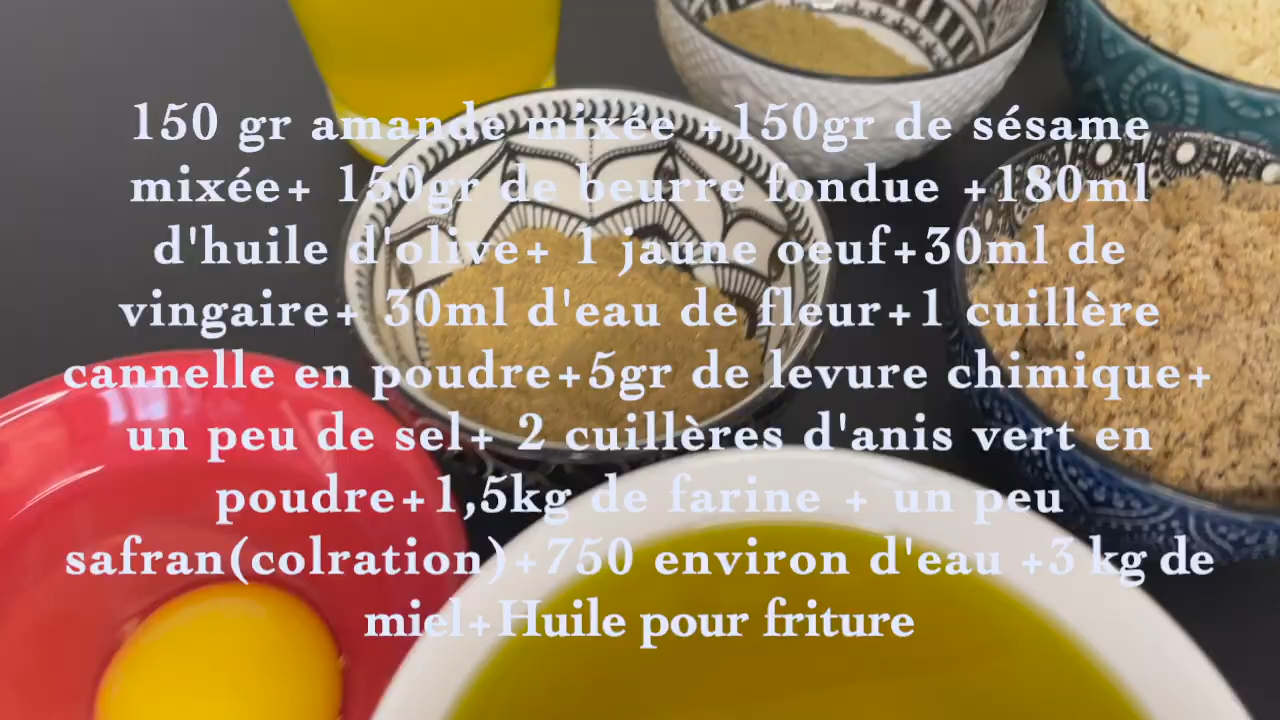 150 gr amande mixée +150gr de sésame
mixée+ 150gr de beurre fondue +180ml
d'huile d'olive+ 1 jaune oeuf+30ml de
vingaire+ 30ml d'eau de fleur+1 cuillère
cannelle en poudre+5gr de levure chimique+
un peu de sel+ 2 cuillères d'anis vert en
poudre+1,5kg de farine + un peu
safran(colration)+750 environ d'eau +3 kg de
miel+Huile pour friture